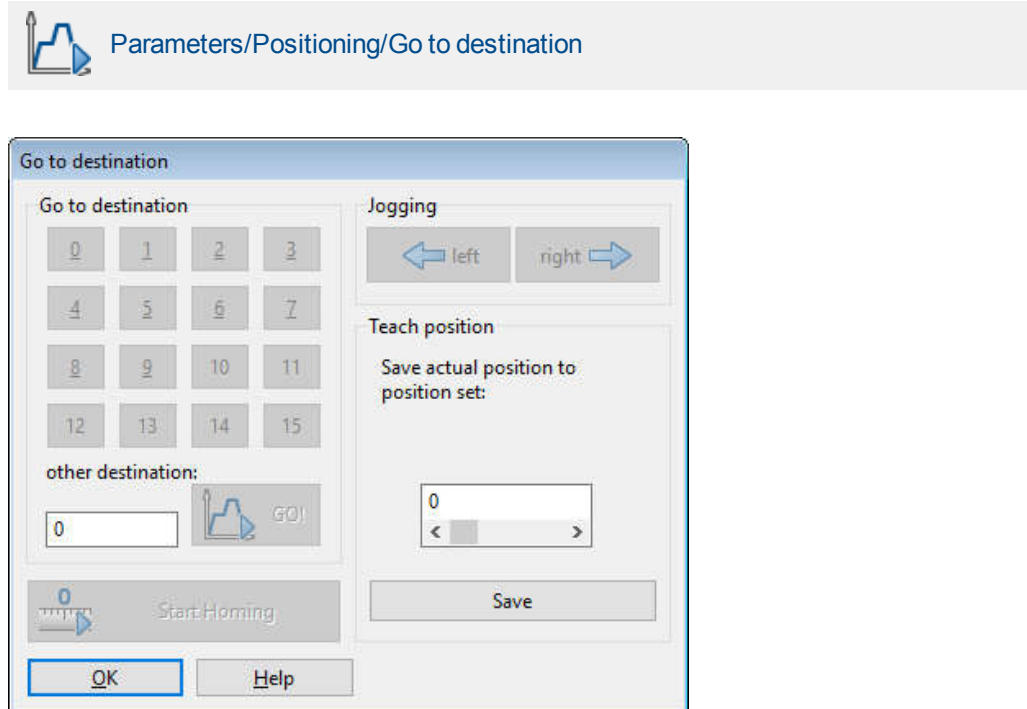 Parameters/Positioning/Go to destination
Go to destination
Go to destination
0 1 2 3
4 5 6 7
8 9 10 11
12 13 14 15
other destination:
0
GO!
0
Start Homing
OK
Help
Jogging
left
right
Teach position
Save actual position to
position set:
0
Save